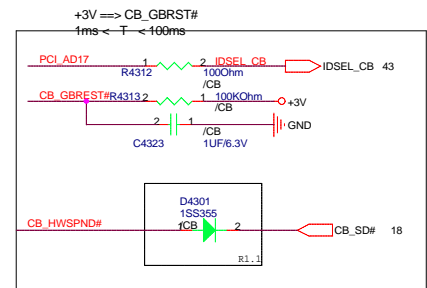 +3V ==> CB_GBRST#
1ms < T < 100ms
PCI_AD17 1 2 IDSEL_CB IDSEL_CB 43
R4312 100Ohm
/CB
CB_GBREST# R4313 2 1 100KOhm +3V
/CB
2 1 GND
C4323 /CB 1UF/6.3V
D4301
1SS355
/CB
CB_HWSPND# 1 2 CB_SD# 18
R1.1